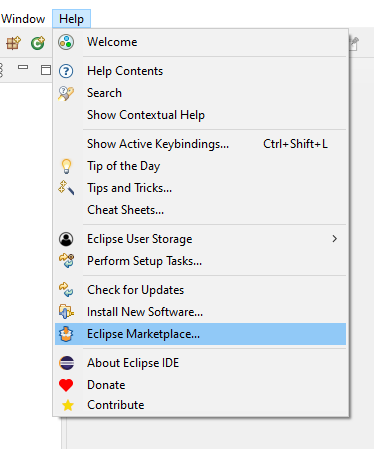 Window Help
Welcome
Help Contents
Search
Show Contextual Help
Show Active Keybindings... Ctrl+Shift+L
Tip of the Day
Tips and Tricks...
Cheat Sheets...
Eclipse User Storage
Perform Setup Tasks...
Check for Updates
Install New Software...
Eclipse Marketplace...
About Eclipse IDE
Donate
Contribute